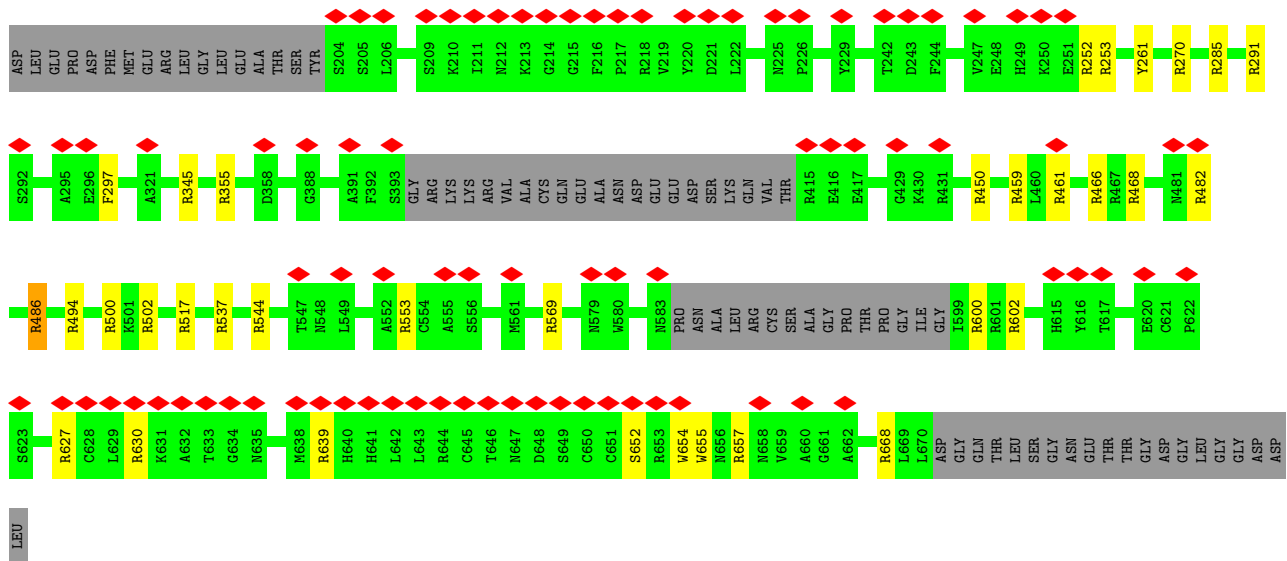 ASP LEU GLU PRO ASP PHE MET GLU ARG LEU GLY LEU GLU ALA THR SER TYR S204 S205 L206 S209 K210 I211 N212 K213 G214 G215 F216 P217 R218 V219 Y220 D221 L222 N225 P226 Y229 T242 D243 F244 V247 E248 H249 K250 E251 R252 R253 Y261 R270 R285 R291
S292 A295 E296 F297 A321 R345 R355 D358 G388 A391 F392 S393 GLY ARG LYS LYS ARG VAL ALA CYS GLN GLU ALA ASN ASP GLU GLU ASP SER LYS GLN VAL THR R415 E416 E417 G429 K430 R431 R450 R459 L460 R461 R466 R467 R468 N481 R482
R486 R494 R500 K501 R502 R517 R537 R544 T547 N548 L549 A552 R553 C554 A555 S556 M561 R569 N579 W580 N583 PRO ASN ALA LEU ARG CYS SER ALA GLY PRO THR PRO GLY ILE GLY I599 R600 R601 R602 H615 Y616 T617 E620 C621 P622
S623 R627 C628 L629 R630 K631 A632 T633 G634 N635 M638 R639 H640 H641 L642 L643 R644 C645 T646 N647 D648 S649 C650 C651 S652 R653 W654 W655 N656 R657 N658 V659 A660 G661 A662 R668 L669 L670 ASP GLY GLN THR LEU SER GLY ASN GLU THR THR GLY ASP GLY LEU GLY GLY ASP ASP
LEU